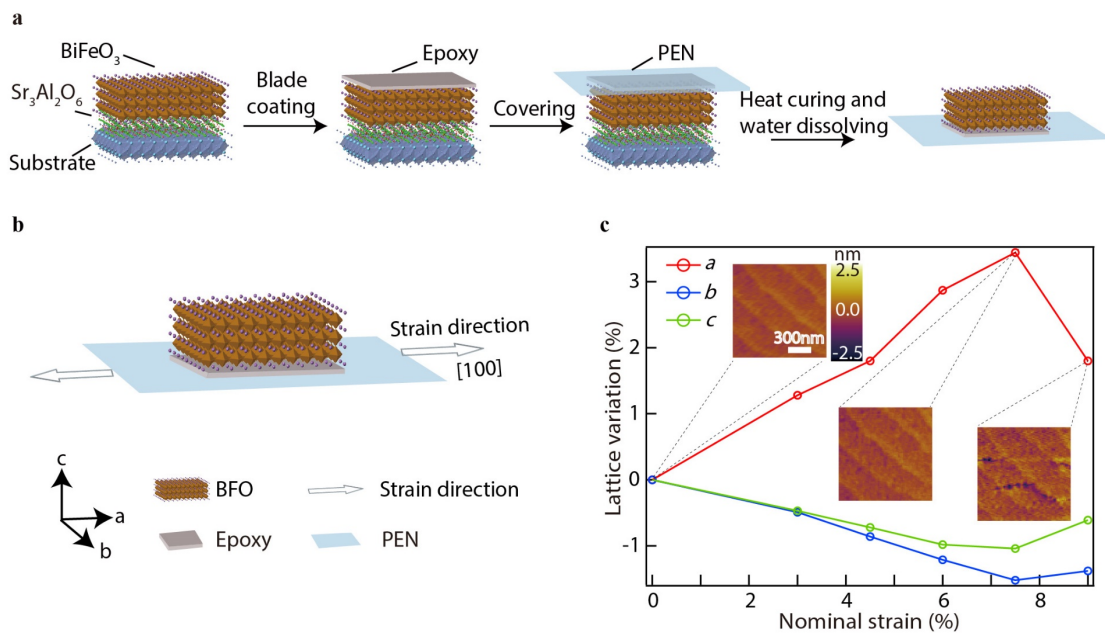 a
BiFeO₃
Sr₃Al₂O₆
Substrate
Blade
coating
Epoxy
Covering
PEN
Heat curing and
water dissolving
b
Strain direction
[100]
c
a
b
BFO
Strain direction
Epoxy
PEN
c
Lattice variation (%)
3
2
1
0
-1
a
b
c
nm
2.5
0.0
-2.5
300nm
0
2
4
6
8
Nominal strain (%)